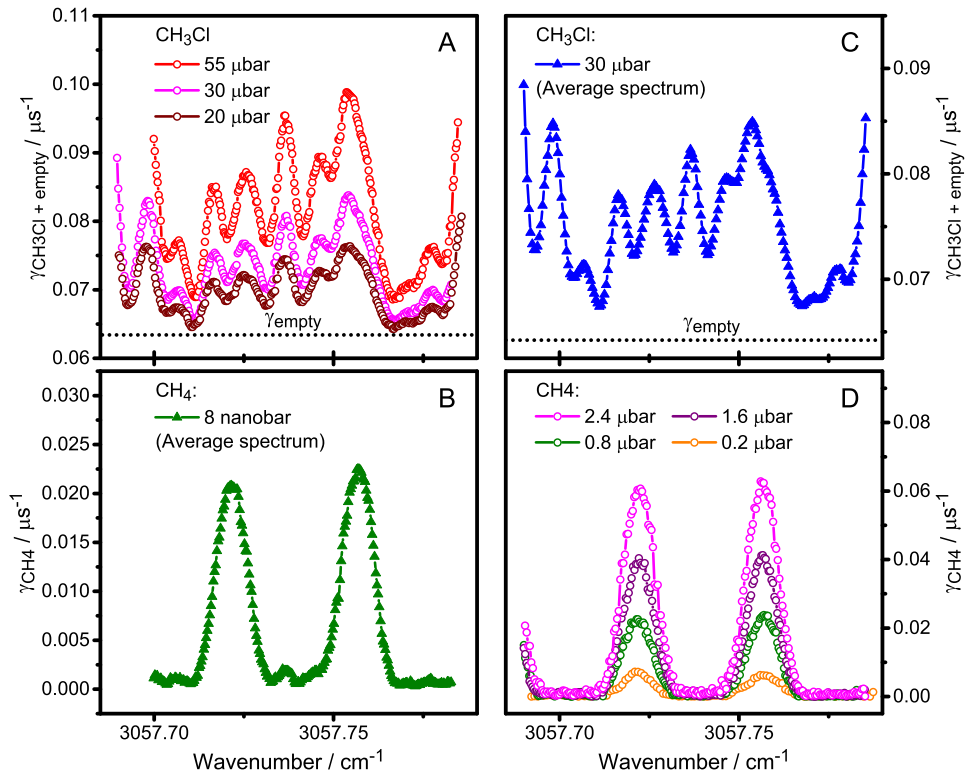 0.11
0.10
0.09
0.08
0.07
0.06
γCH3Cl + empty / μs⁻¹
CH₃Cl
55 μbar
30 μbar
20 μbar
A
γempty
CH₃Cl:
30 μbar
(Average spectrum)
C
γempty
0.09
0.08
0.07
γCH3Cl + empty / μs⁻¹
0.030
0.025
0.020
0.015
0.010
0.005
0.000
γCH4 / μs⁻¹
CH₄:
8 nanobar
(Average spectrum)
B
3057.70
3057.75
Wavenumber / cm⁻¹
CH4:
2.4 μbar
1.6 μbar
0.8 μbar
0.2 μbar
D
0.08
0.06
0.04
0.02
0.00
γCH4 / μs⁻¹
3057.70
3057.75
Wavenumber / cm⁻¹